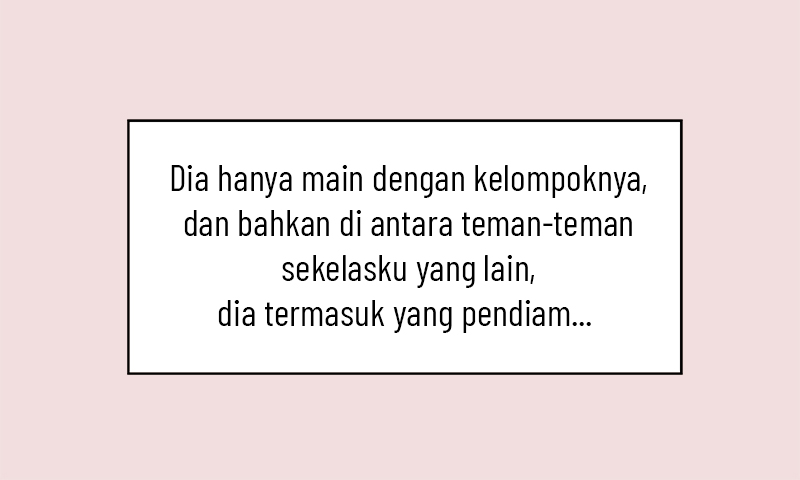 Dia hanya main dengan kelompoknya,
dan bahkan di antara teman-teman
sekelasku yang lain,
dia termasuk yang pendiam...